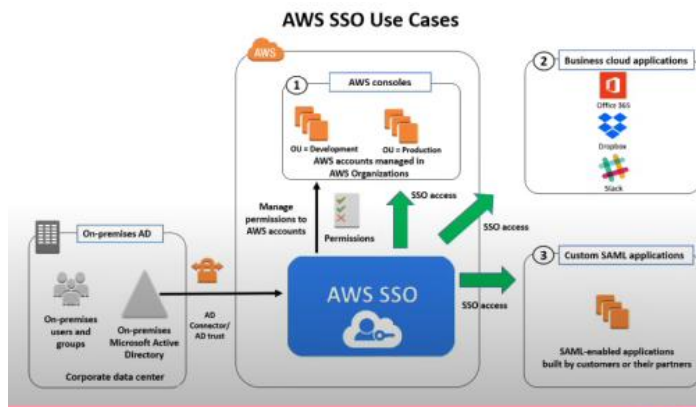 AWS SSO Use Cases
AWS
1
AWS consoles
OU = Development
OU = Production
AWS accounts managed in
AWS Organizations
Manage
permissions to
AWS accounts
Permissions
SSO access
SSO access
SSO access
2
Business cloud applications
Office 365
Dropbox
Slack
On-premises AD
On-premises
users and
groups
On-premises
Microsoft Active
Directory
Corporate data center
AD
Connector/
AD trust
AWS SSO
3
Custom SAML applications
SAML-enabled applications
built by customers or their partners